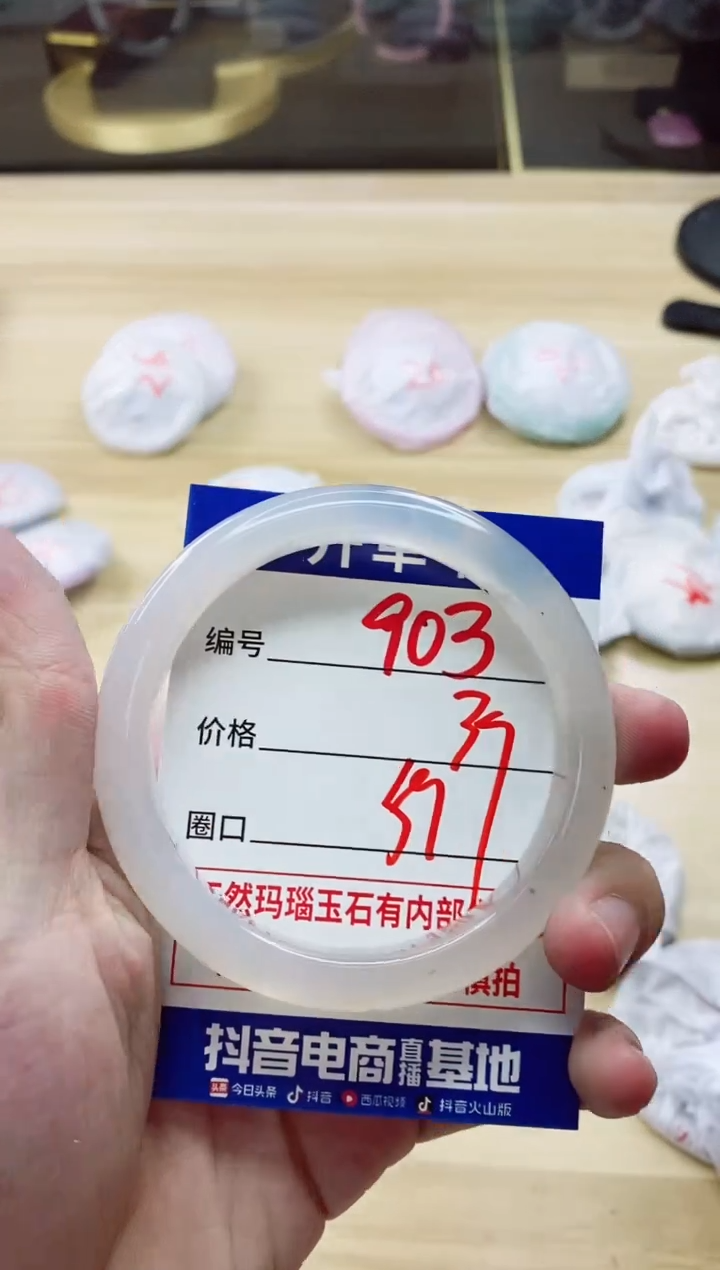 编号 903
价格 37
圈口 57
然玛瑙玉石有内部
慎拍
抖音电商直播基地
头条 今日头条 抖音 西瓜视频 抖音火山版